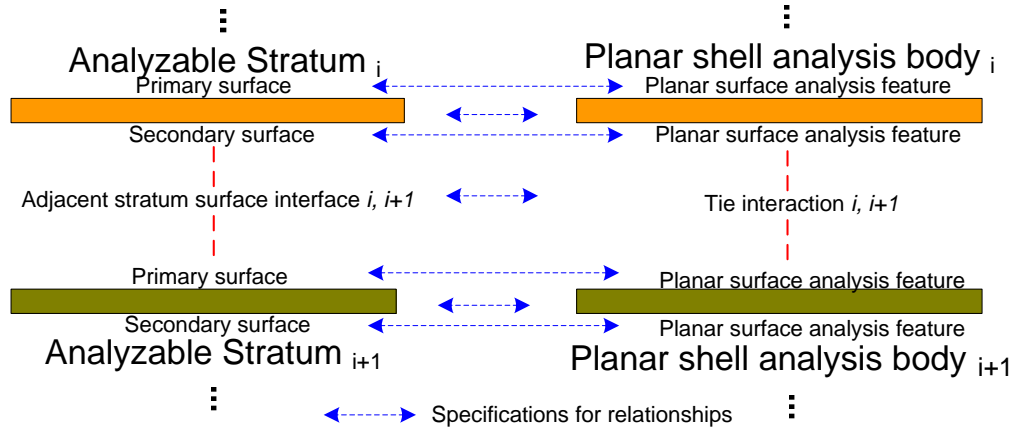 Analyzable Stratum i
Planar shell analysis body i
Primary surface
Planar surface analysis feature
Secondary surface
Planar surface analysis feature
Adjacent stratum surface interface i, i+1
Tie interaction i, i+1
Primary surface
Planar surface analysis feature
Secondary surface
Planar surface analysis feature
Analyzable Stratum i+1
Planar shell analysis body i+1
Specifications for relationships